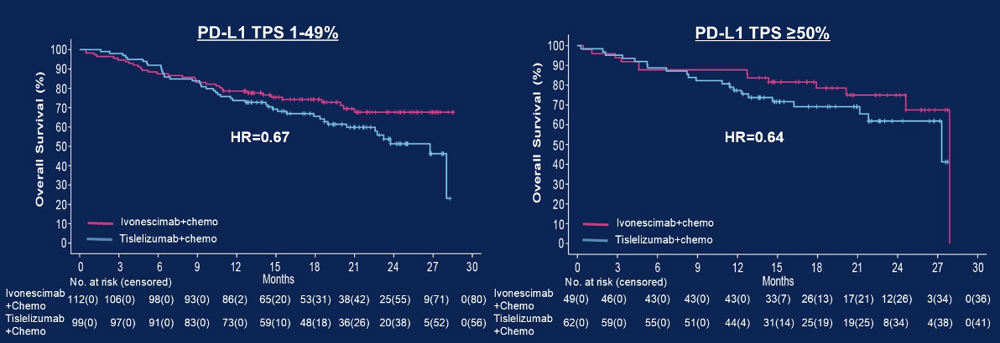 PD-L1 TPS 1-49%
Overall Survival (%)
100
90
80
70
60
50
40
30
20
10
0
HR=0.67
Ivonescimab+chemo
Tislelizumab+chemo
0 3 6 9 12 15 18 21 24 27 30
Months
No. at risk (censored)
Ivonescimab
+Chemo
112(0) 106(0) 98(0) 93(0) 86(2) 65(20) 53(31) 38(42) 25(55) 9(71) 0(80)
Tislelizumab
+Chemo
99(0) 97(0) 91(0) 83(0) 73(0) 59(10) 48(18) 36(26) 20(38) 5(52) 0(56)
PD-L1 TPS ≥50%
Overall Survival (%)
100
90
80
70
60
50
40
30
20
10
0
HR=0.64
Ivonescimab+chemo
Tislelizumab+chemo
0 3 6 9 12 15 18 21 24 27 30
Months
No. at risk (censored)
Ivonescimab
+Chemo
49(0) 46(0) 43(0) 43(0) 43(0) 33(7) 26(13) 17(21) 12(26) 3(34) 0(36)
Tislelizumab
+Chemo
62(0) 59(0) 55(0) 51(0) 44(4) 31(14) 25(19) 19(25) 8(34) 4(38) 0(41)